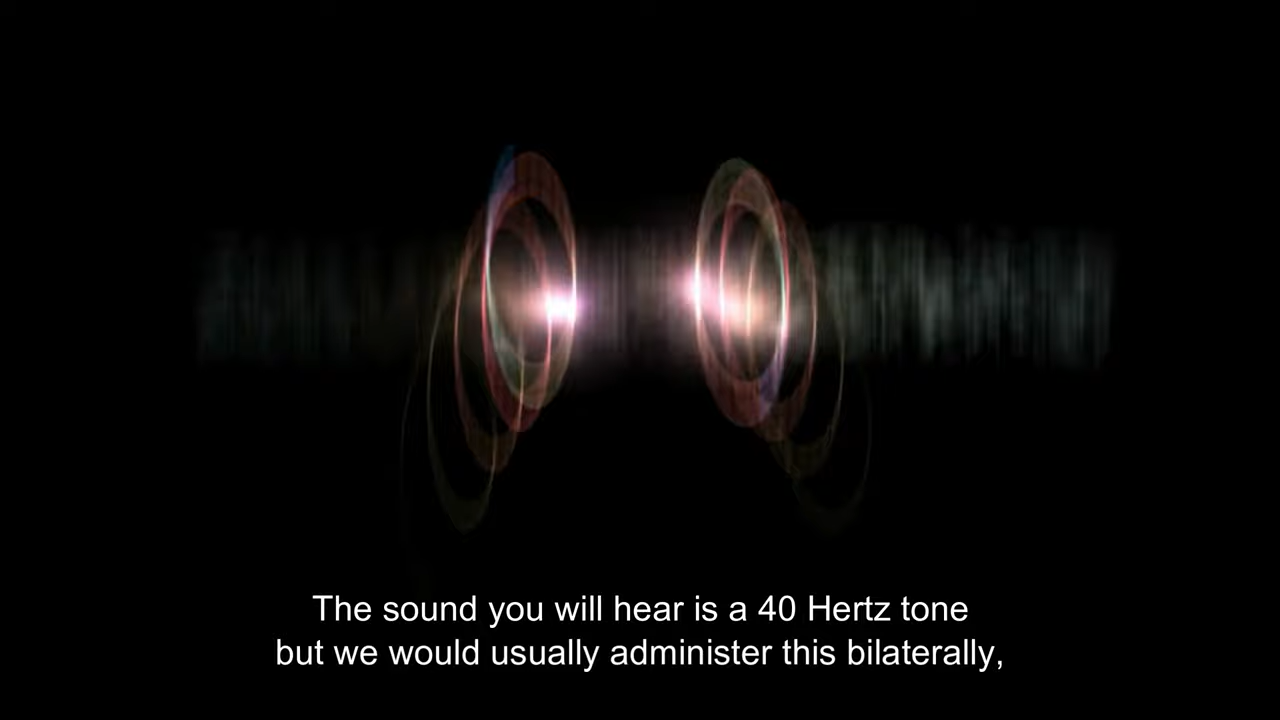 The sound you will hear is a 40 Hertz tone
but we would usually administer this bilaterally,